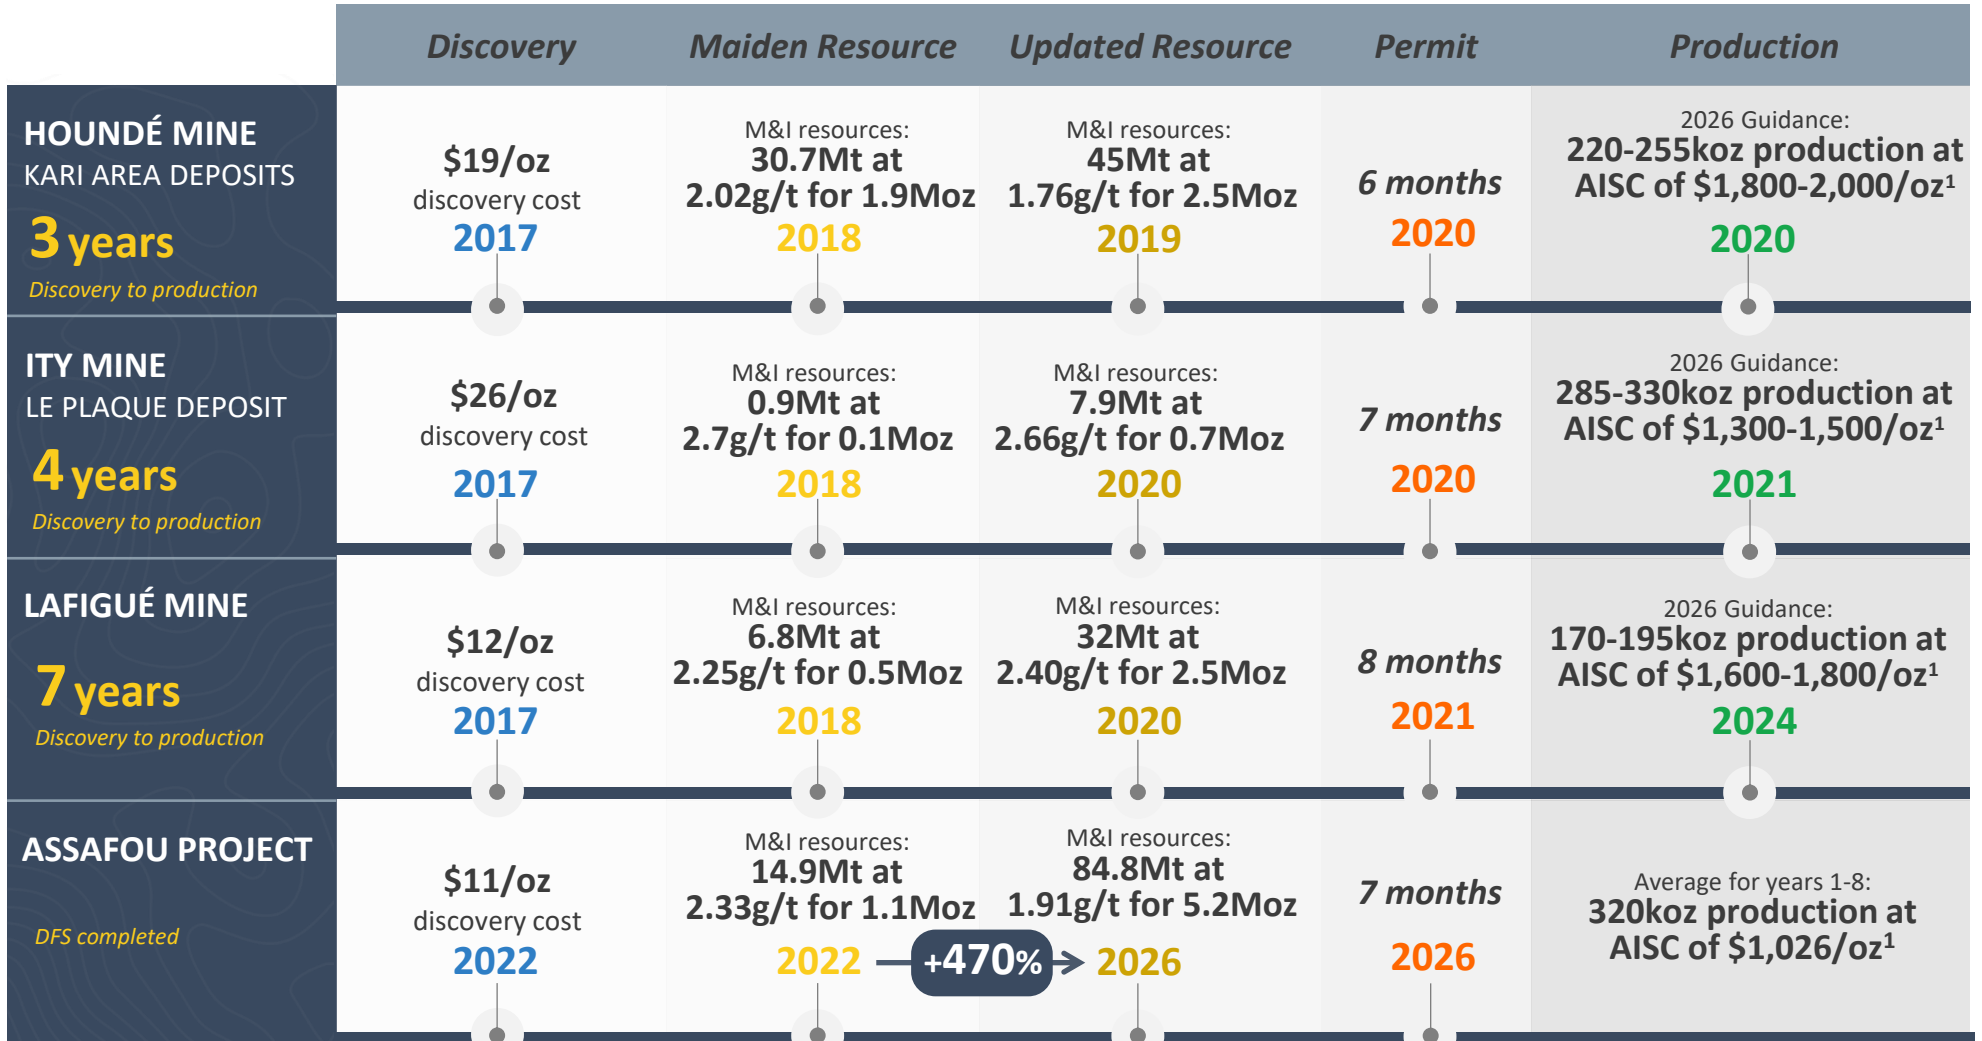 Discovery
Maiden Resource
Updated Resource
Permit
Production
HOUNDÉ MINE
KARI AREA DEPOSITS
3 years
Discovery to production
$19/oz
discovery cost
2017
M&I resources:
30.7Mt at
2.02g/t for 1.9Moz
2018
M&I resources:
45Mt at
1.76g/t for 2.5Moz
2019
6 months
2020
2026 Guidance:
220-255koz production at
AISC of $1,800-2,000/oz¹
2020
ITY MINE
LE PLAQUE DEPOSIT
4 years
Discovery to production
$26/oz
discovery cost
2017
M&I resources:
0.9Mt at
2.7g/t for 0.1Moz
2018
M&I resources:
7.9Mt at
2.66g/t for 0.7Moz
2020
7 months
2020
2026 Guidance:
285-330koz production at
AISC of $1,300-1,500/oz¹
2021
LAFIGUÉ MINE
7 years
Discovery to production
$12/oz
discovery cost
2017
M&I resources:
6.8Mt at
2.25g/t for 0.5Moz
2018
M&I resources:
32Mt at
2.40g/t for 2.5Moz
2020
8 months
2021
2026 Guidance:
170-195koz production at
AISC of $1,600-1,800/oz¹
2024
ASSAFOU PROJECT
DFS completed
$11/oz
discovery cost
2022
M&I resources:
14.9Mt at
2.33g/t for 1.1Moz
2022
+470%
M&I resources:
84.8Mt at
1.91g/t for 5.2Moz
2026
7 months
2026
Average for years 1-8:
320koz production at
AISC of $1,026/oz¹